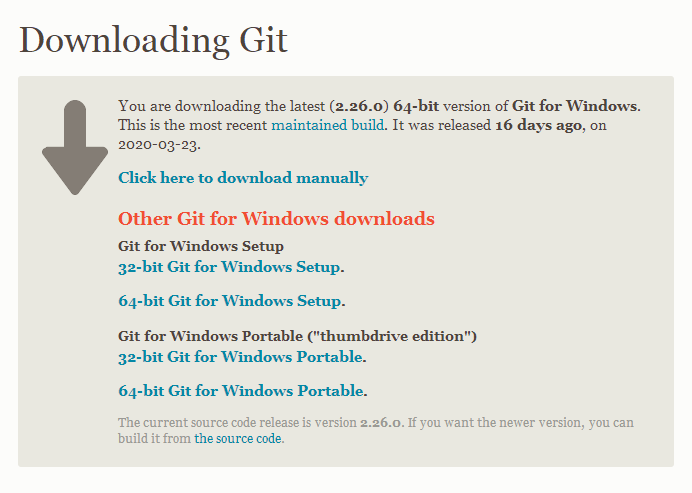 Downloading Git
You are downloading the latest (2.26.0) 64-bit version of Git for Windows.
This is the most recent maintained build. It was released 16 days ago, on
2020-03-23.
Click here to download manually
Other Git for Windows downloads
Git for Windows Setup
32-bit Git for Windows Setup.
64-bit Git for Windows Setup.
Git for Windows Portable ("thumbdrive edition")
32-bit Git for Windows Portable.
64-bit Git for Windows Portable.
The current source code release is version 2.26.0. If you want the newer version, you can
build it from the source code.